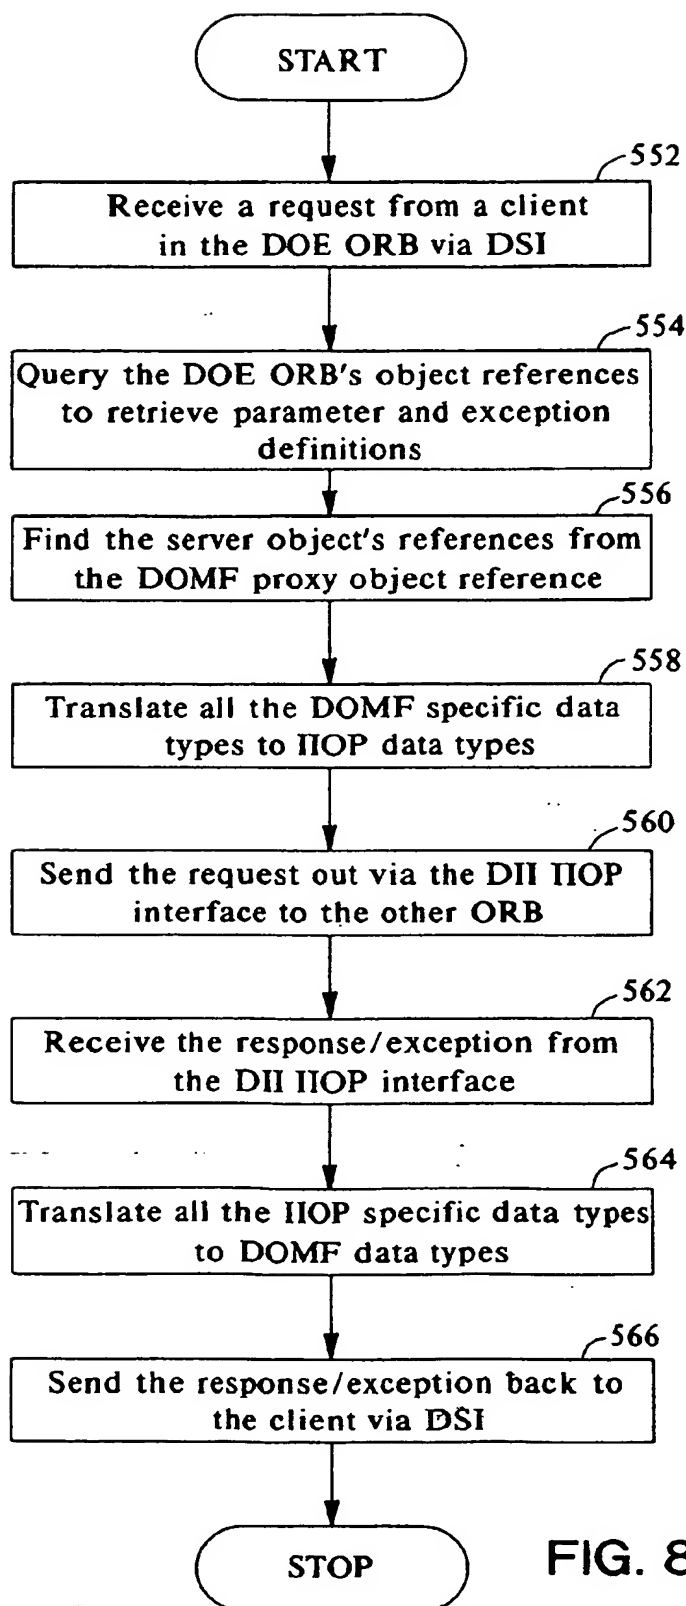 START
552
Receive a request from a client
in the DOE ORB via DSI
554
Query the DOE ORB's object references
to retrieve parameter and exception
definitions
556
Find the server object's references from
the DOMF proxy object reference
558
Translate all the DOMF specific data
types to IIOP data types
560
Send the request out via the DII IIOP
interface to the other ORB
562
Receive the response/exception from
the DII IIOP interface
564
Translate all the IIOP specific data types
to DOMF data types
566
Send the response/exception back to
the client via DSI
STOP
FIG. 8